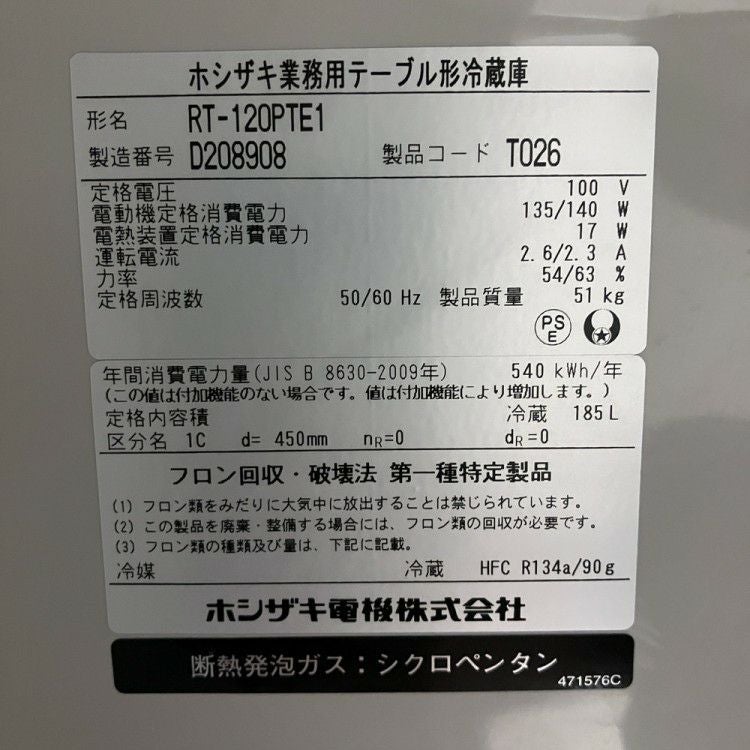 ホシザキ業務用テーブル形冷蔵庫
形名 RT-120PTE1
製造番号 D208908 製品コード T026
定格電圧 100 V
電動機定格消費電力 135/140 W
電熱装置定格消費電力 17 W
運転電流 2.6/2.3 A
力率 54/63 %
定格周波数 50/60 Hz 製品質量 51 kg
PS
E
年間消費電力量(JIS B 8630-2009年) 540 kWh/年
(この値は付加機能のない場合です。値は付加機能により増加します。)
定格内容積 冷蔵 185L
区分名 1C d= 450mm nR=0 dR=0
フロン回収・破壊法 第一種特定製品
(1) フロン類をみだりに大気中に放出することは禁じられています。
(2) この製品を廃棄・整備する場合には、フロン類の回収が必要です。
(3) フロン類の種類及び量は、下記に記載。
冷媒 冷蔵 HFC R134a/90g
ホシザキ電機株式会社
断熱発泡ガス：シクロペンタン
471576C